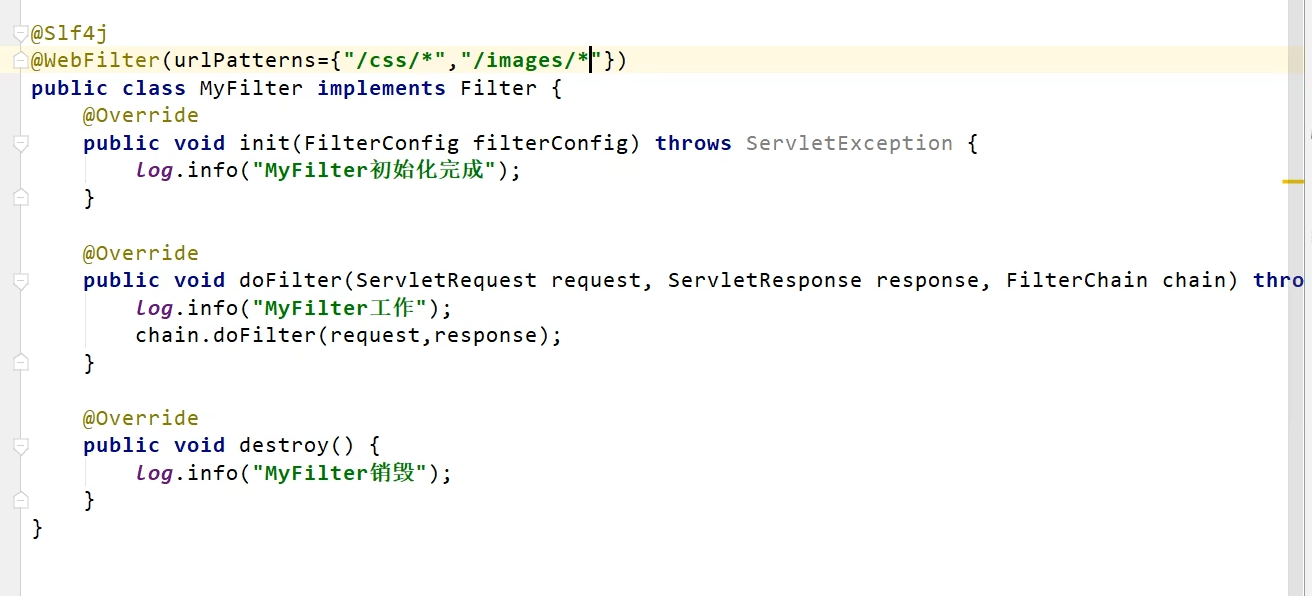 @Slf4j
@WebFilter(urlPatterns={"/css/*","/images/*"})
public class MyFilter implements Filter {
    @Override
    public void init(FilterConfig filterConfig) throws ServletException {
        log.info("MyFilter初始化完成");
    }

    @Override
    public void doFilter(ServletRequest request, ServletResponse response, FilterChain chain) thro
        log.info("MyFilter工作");
        chain.doFilter(request,response);
    }

    @Override
    public void destroy() {
        log.info("MyFilter销毁");
    }
}